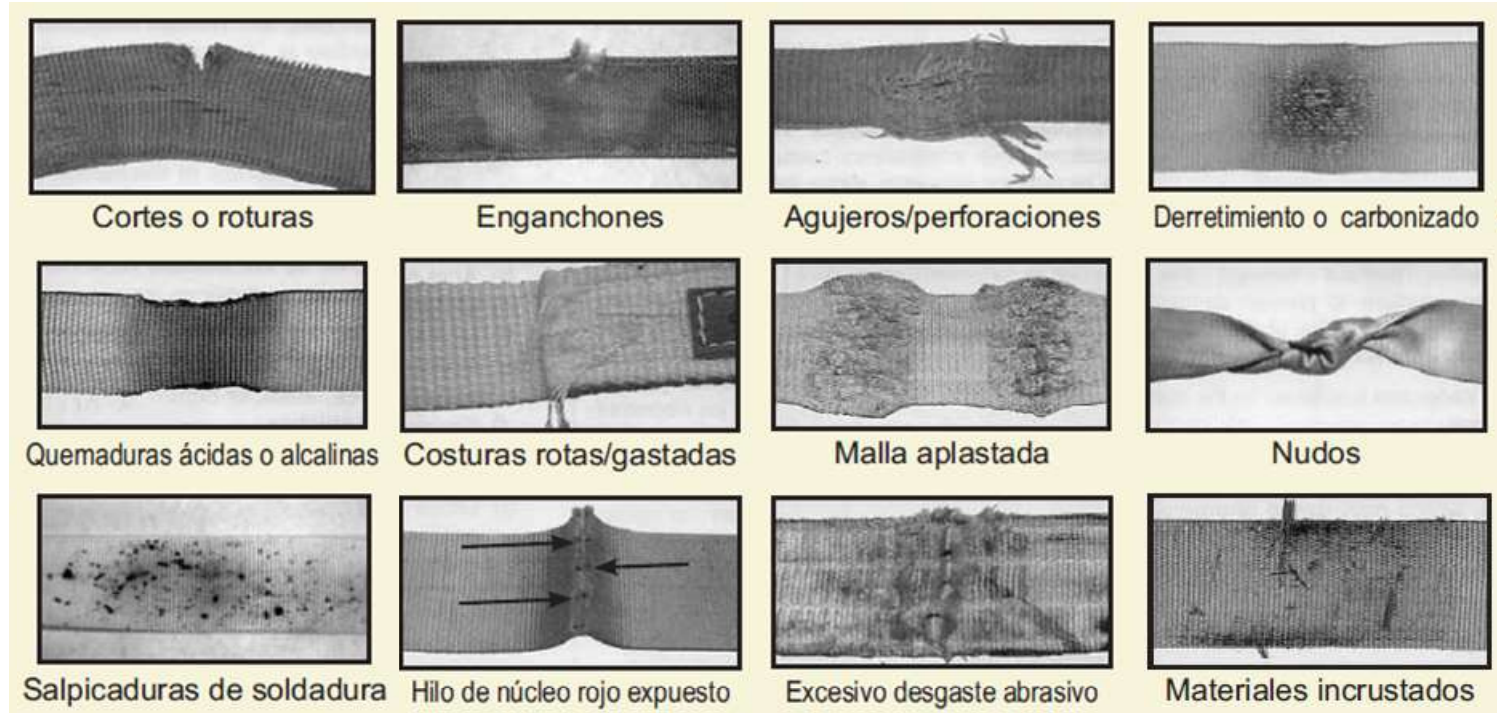 Cortes o roturas
Enganchones
Agujeros/perforaciones
Derretimiento o carbonizado
Quemaduras ácidas o alcalinas
Costuras rotas/gastadas
Malla aplastada
Nudos
Salpicaduras de soldadura
Hilo de núcleo rojo expuesto
Excesivo desgaste abrasivo
Materiales incrustados